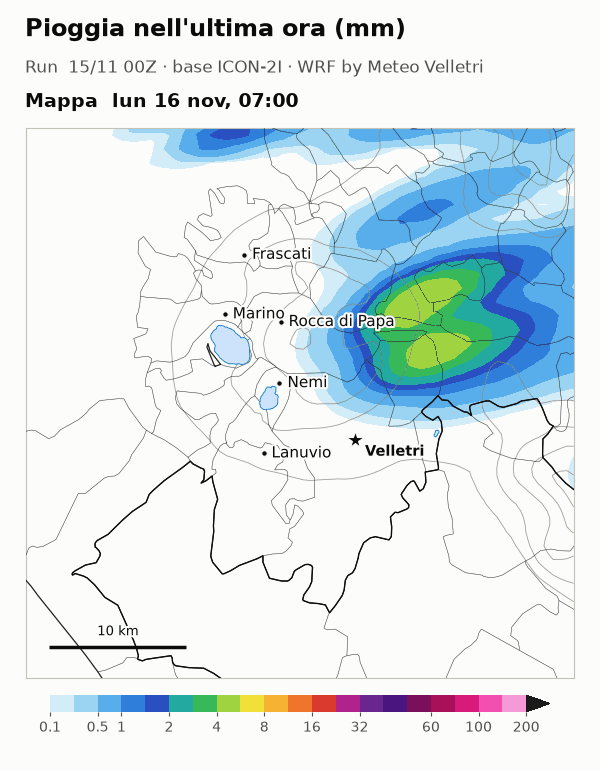 Pioggia nell'ultima ora (mm)
Run  15/11 00Z · base ICON-2I · WRF by Meteo Velletri
Mappa  lun 16 nov, 07:00
Frascati
Marino
Rocca di Papa
Nemi
Velletri
Lanuvio
10 km
0.1 0.5 1 2 4 8 16 32 60 100 200